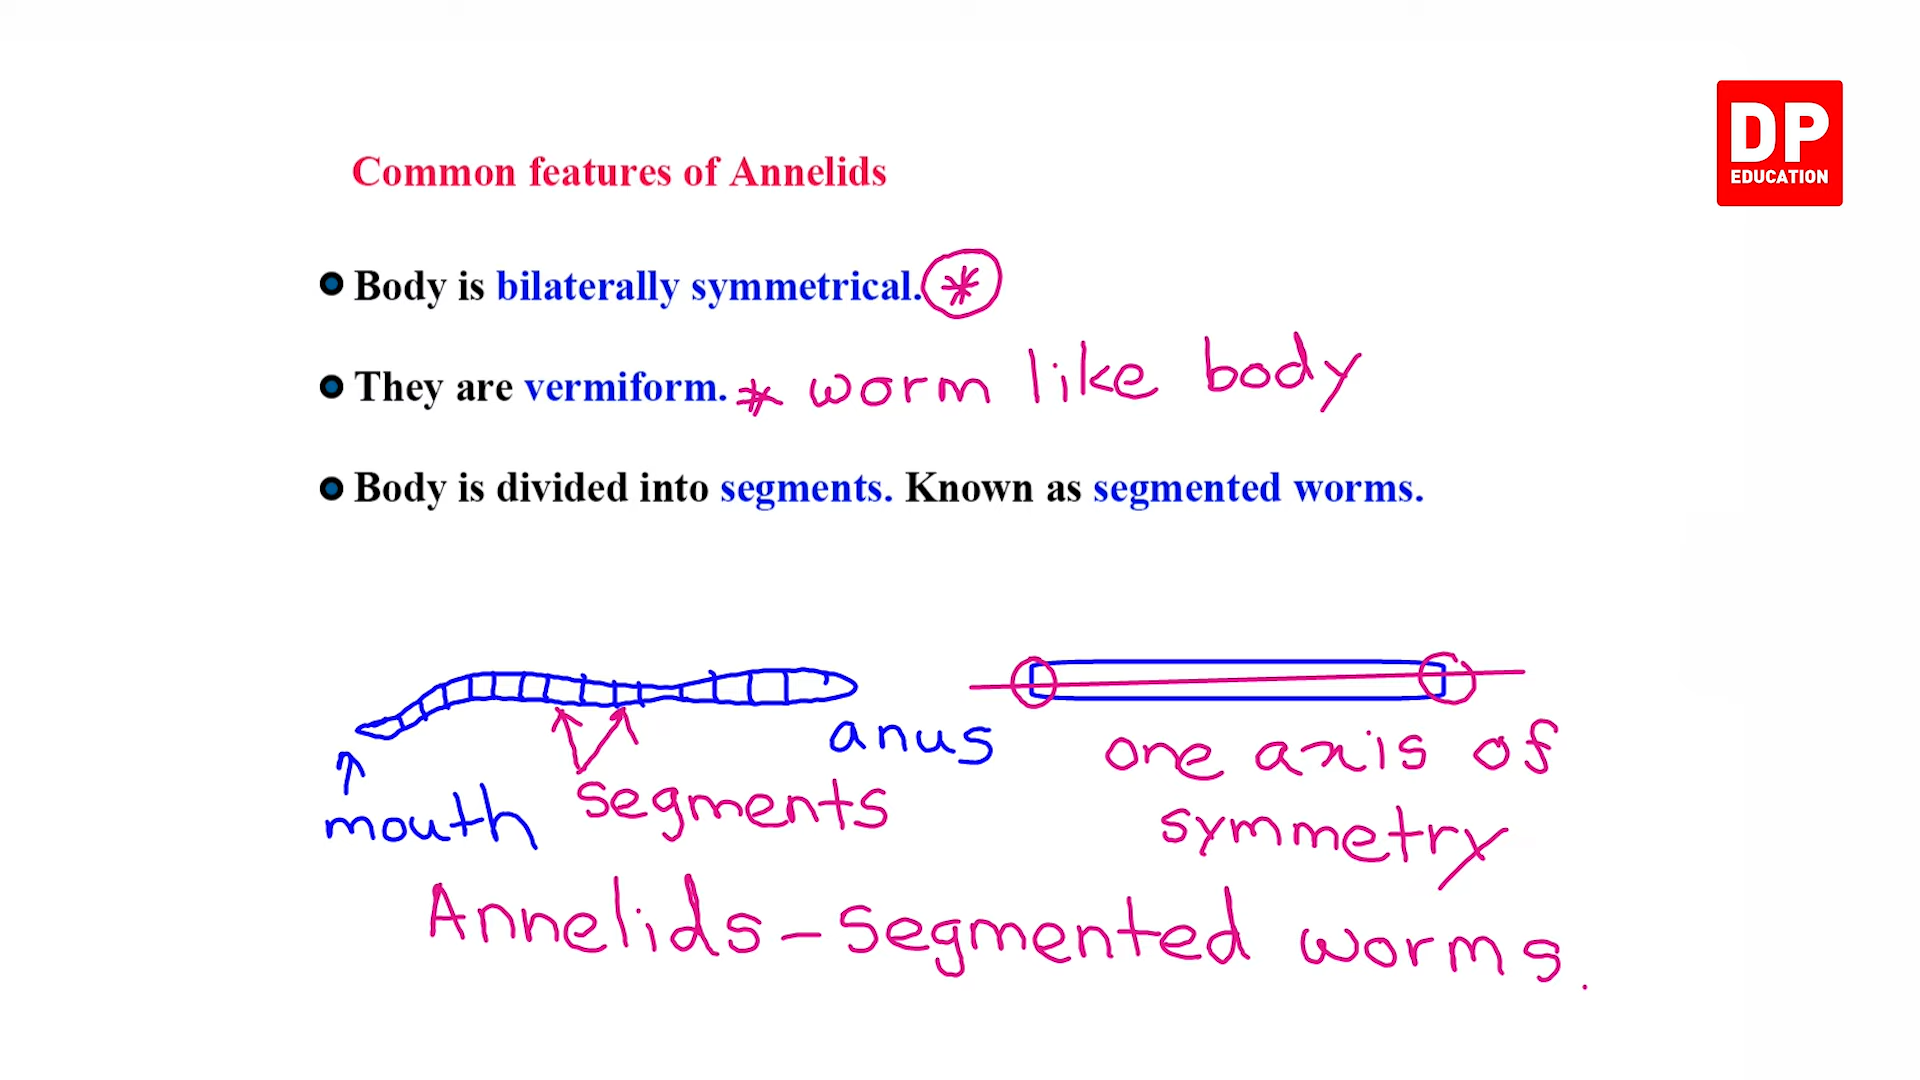 DP
EDUCATION
Common features of Annelids
Body is bilaterally symmetrical. *
They are vermiform. * worm like body
Body is divided into segments. Known as segmented worms.
anus
one axis of
symmetry
mouth
segments
Annelids - segmented worms.